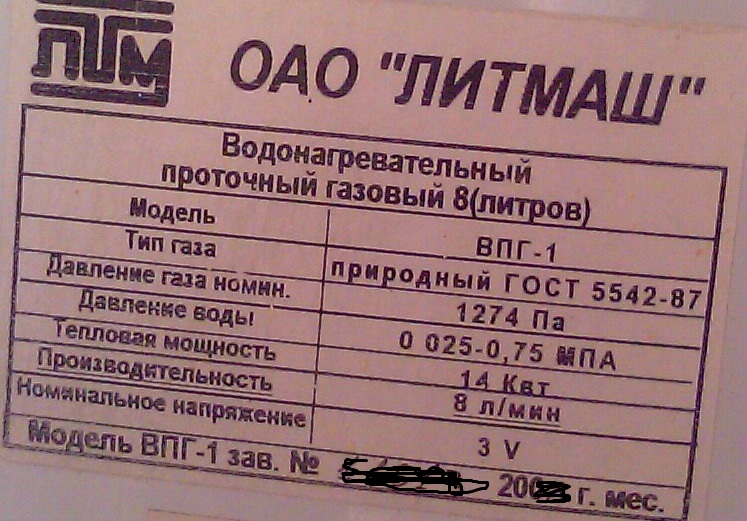 ЛТМ
ОАО "ЛИТМАШ"
Водонагревательный
проточный газовый 8(литров)
Модель ВПГ-1
Тип газа природный ГОСТ 5542-87
Давление газа номин. 1274 Па
Давление воды 0 025-0,75 МПА
Тепловая мощность 14 Квт
Производительность 8 л/мин
Номинальное напряжение 3 V
Модель ВПГ-1 зав. № 200 г. мес.